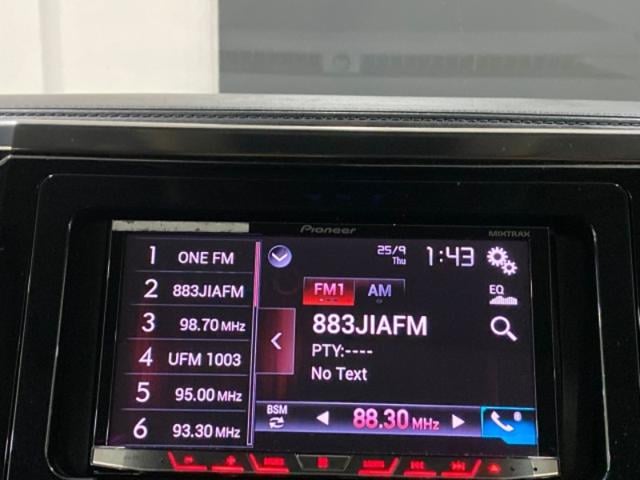 Pioneer
MIXTRAX
1 ONE FM
2 883JIAFM
3 98.70 MHz
4 UFM 1003
5 95.00 MHz
6 93.30 MHz
25/9
Thu
1:43
FM1
AM
EQ
883JIAFM
PTY:----
No Text
BSM
88.30 MHz